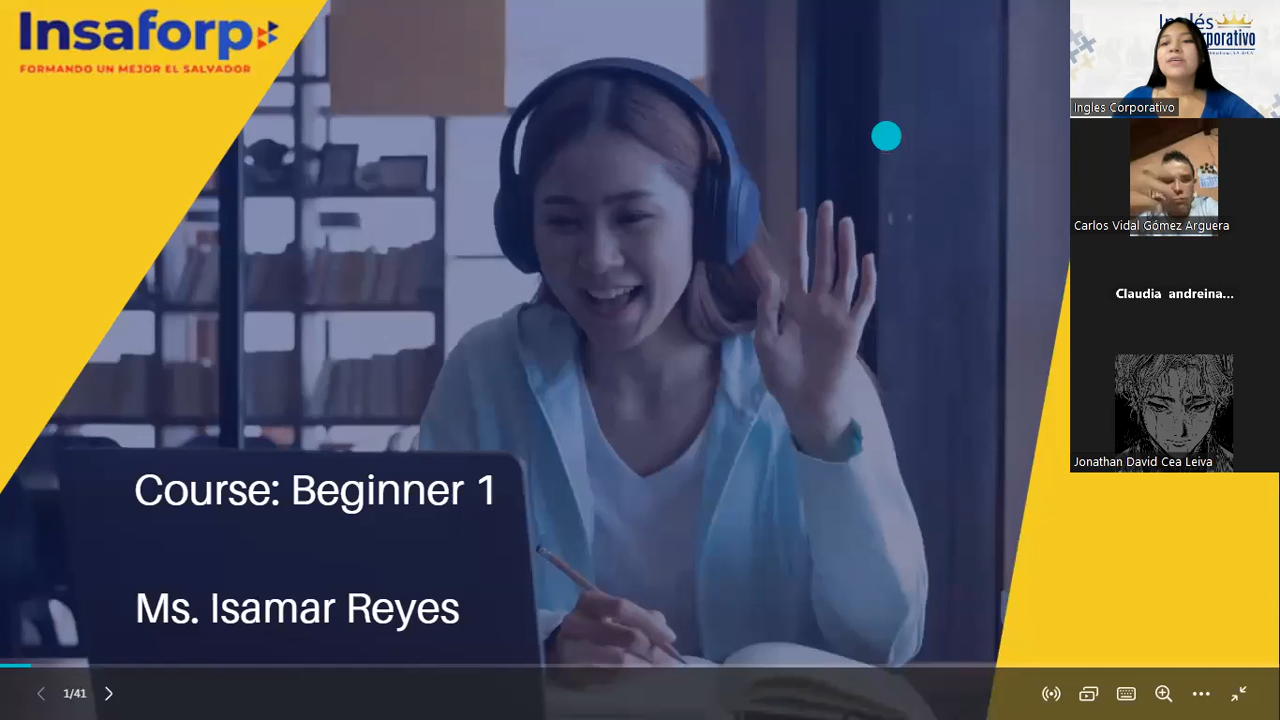 Insaforp
FORMANDO UN MEJOR EL SALVADOR
Course: Beginner 1
Ms. Isamar Reyes
1/41
Ingles Corporativo
Carlos Vidal Gómez Arguera
Claudia andreina...
Jonathan David Cea Leiva